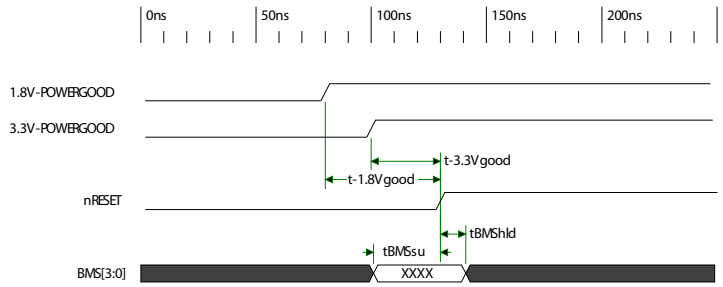 0ns 50ns 100ns 150ns 200ns
1.8V-POWERGOOD
3.3V-POWERGOOD
t-3.3Vgood
t-1.8Vgood
nRESET
tBMShld
tBMSsu
BMS[3:0] XXXX